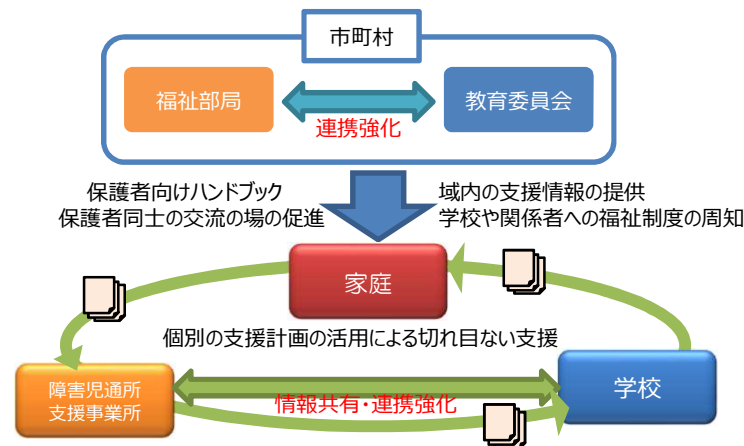 市町村
福祉部局
教育委員会
連携強化
保護者向けハンドブック
保護者同士の交流の場の促進
域内の支援情報の提供
学校や関係者への福祉制度の周知
家庭
個別の支援計画の活用による切れ目ない支援
障害児通所
支援事業所
情報共有・連携強化
学校